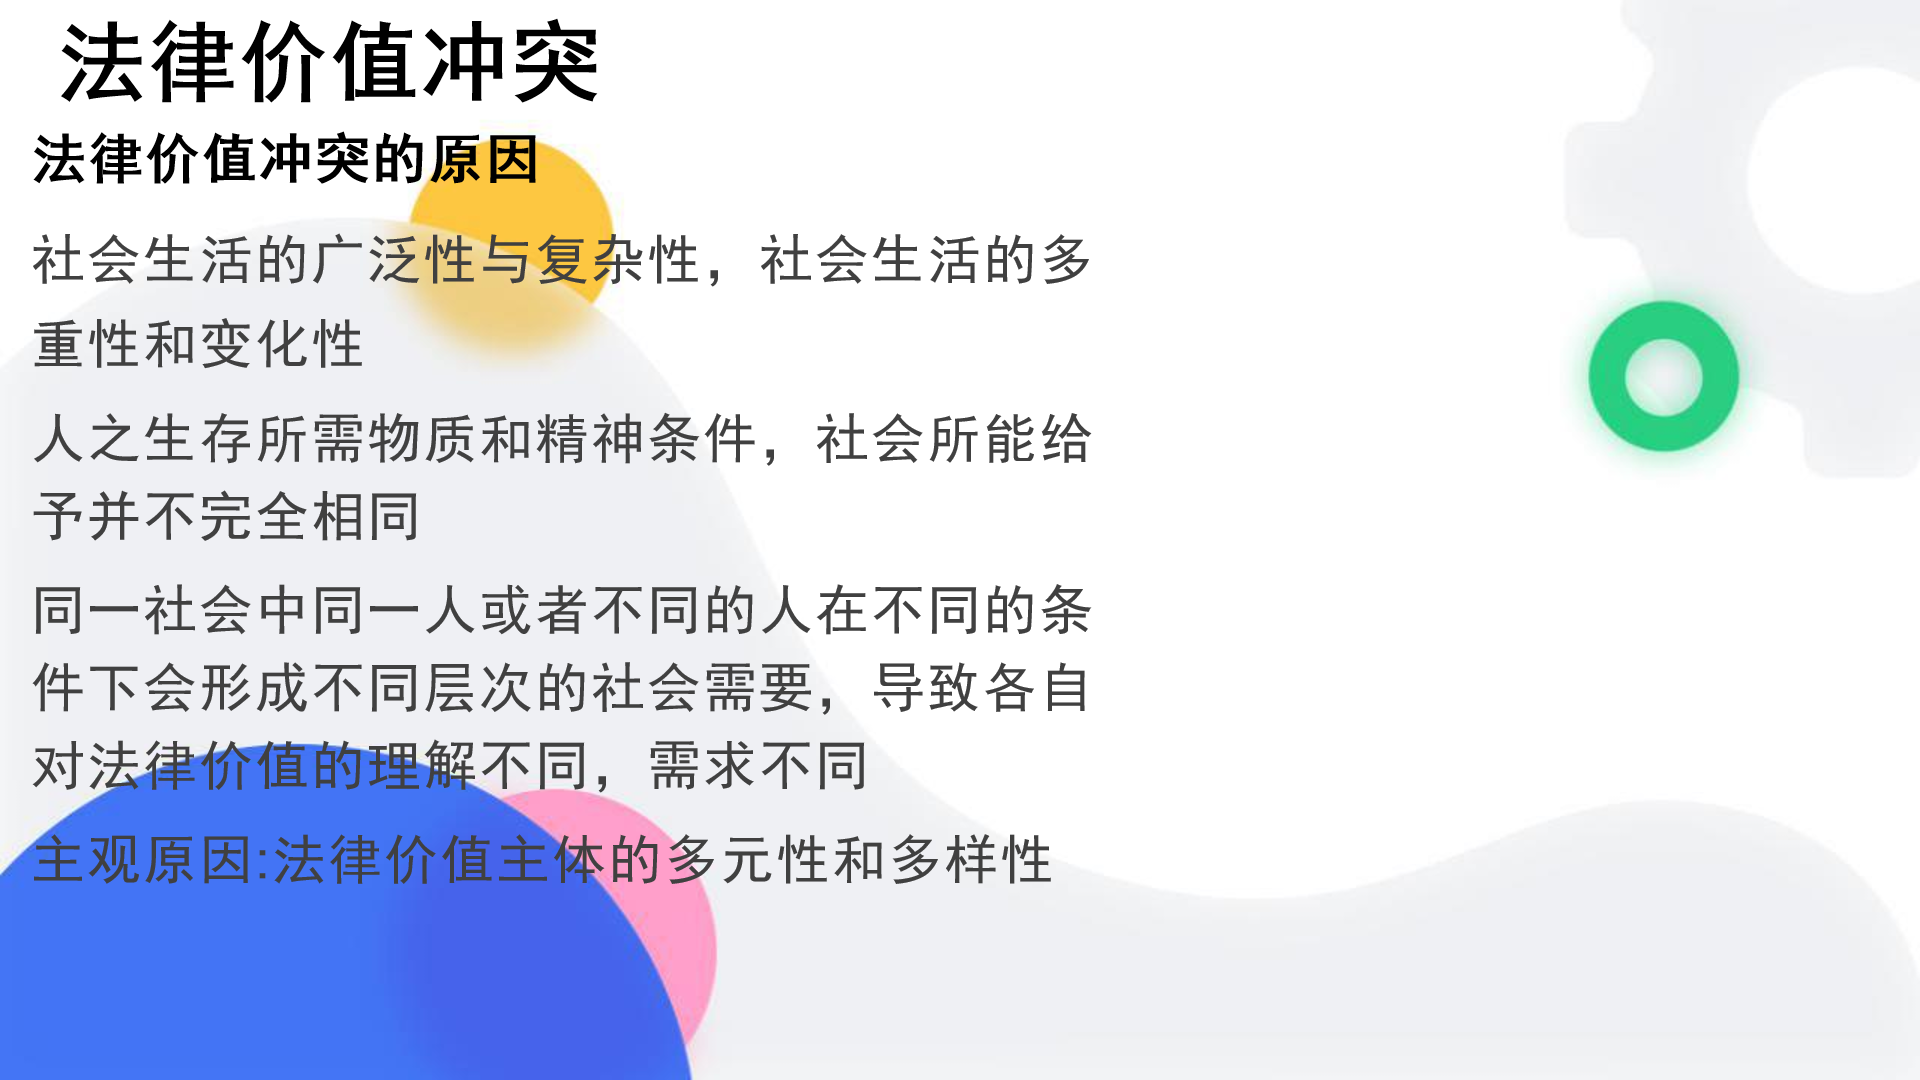 法律价值冲突
法律价值冲突的原因
社会生活的广泛性与复杂性，社会生活的多
重性和变化性
人之生存所需物质和精神条件，社会所能给
予并不完全相同
同一社会中同一人或者不同的人在不同的条
件下会形成不同层次的社会需要，导致各自
对法律价值的理解不同，需求不同
主观原因:法律价值主体的多元性和多样性